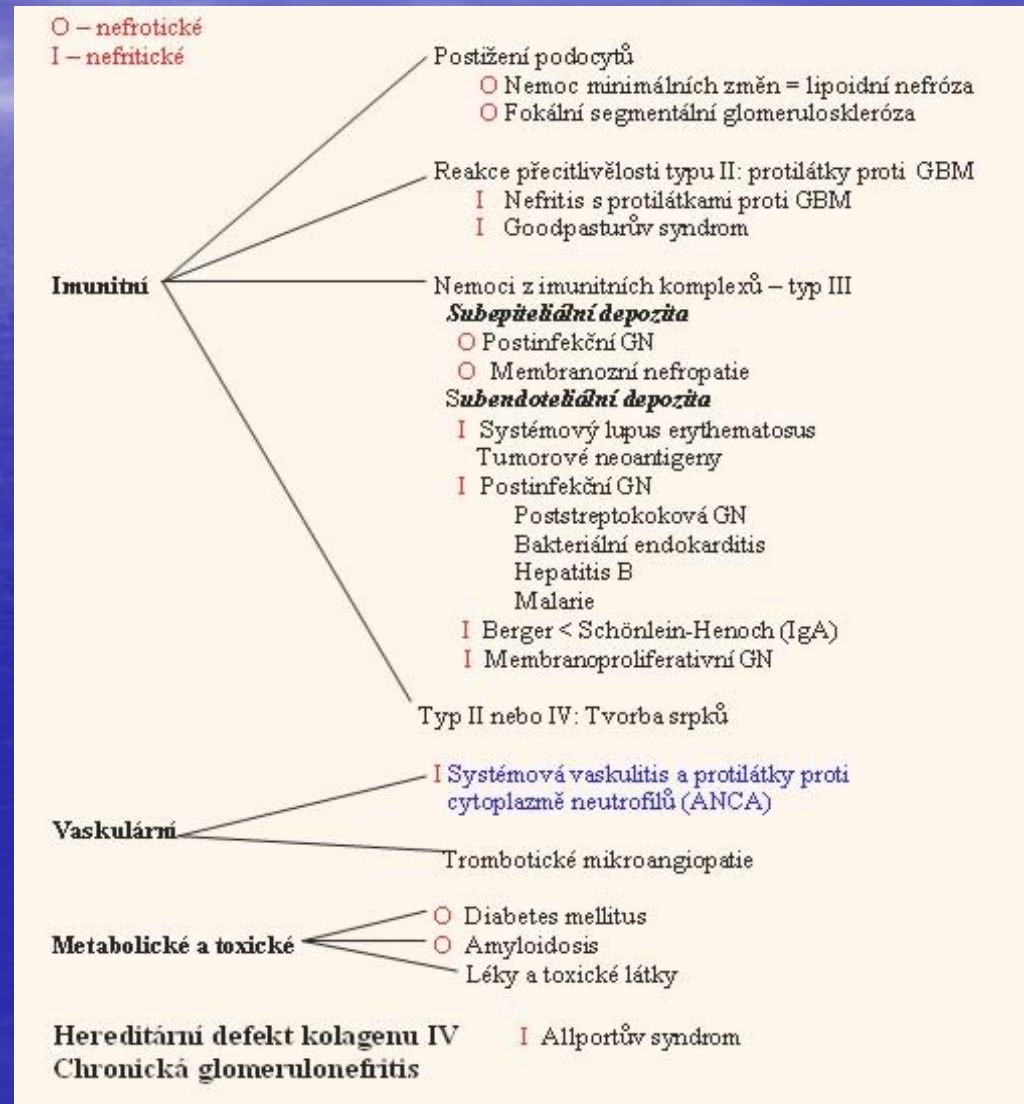 O – nefrotické
I – nefritické
Postižení podocytů
O Nemoc minimálních změn = lipoidní nefróza
O Fokální segmentální glomeruloskleróza
Reakce přecitlivělosti typu II: protilátky proti GBM
I Nefritis s protilátkami proti GBM
I Goodpasturův syndrom
Imunitní
Nemoci z imunitních komplexů – typ III
Subepiteliální depozita
O Postinfekční GN
O Membranozní nefropatie
Subendoteliální depozita
I Systémový lupus erythematosus
Tumorové neoantigeny
I Postinfekční GN
Poststreptokoková GN
Bakteriální endokarditis
Hepatitis B
Malarie
I Berger < Schönlein-Henoch (IgA)
I Membranoproliferativní GN
Typ II nebo IV: Tvorba srpků
I Systémová vaskulitis a protilátky proti
cytoplazmě neutrofilů (ANCA)
Vaskulární
Trombotické mikroangiopatie
O Diabetes mellitus
Metabolické a toxické
O Amyloidosis
Léky a toxické látky
Hereditární defekt kolagenu IV I Allportův syndrom
Chronická glomerulonefritis